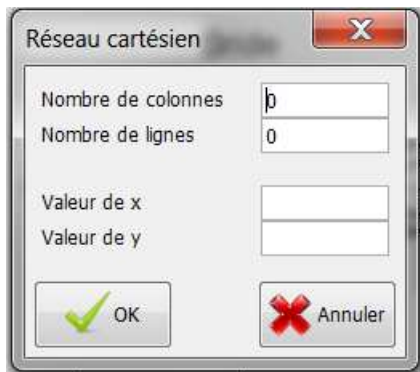 Réseau cartésien
Nombre de colonnes 0
Nombre de lignes 0
Valeur de x
Valeur de y
OK Annuler